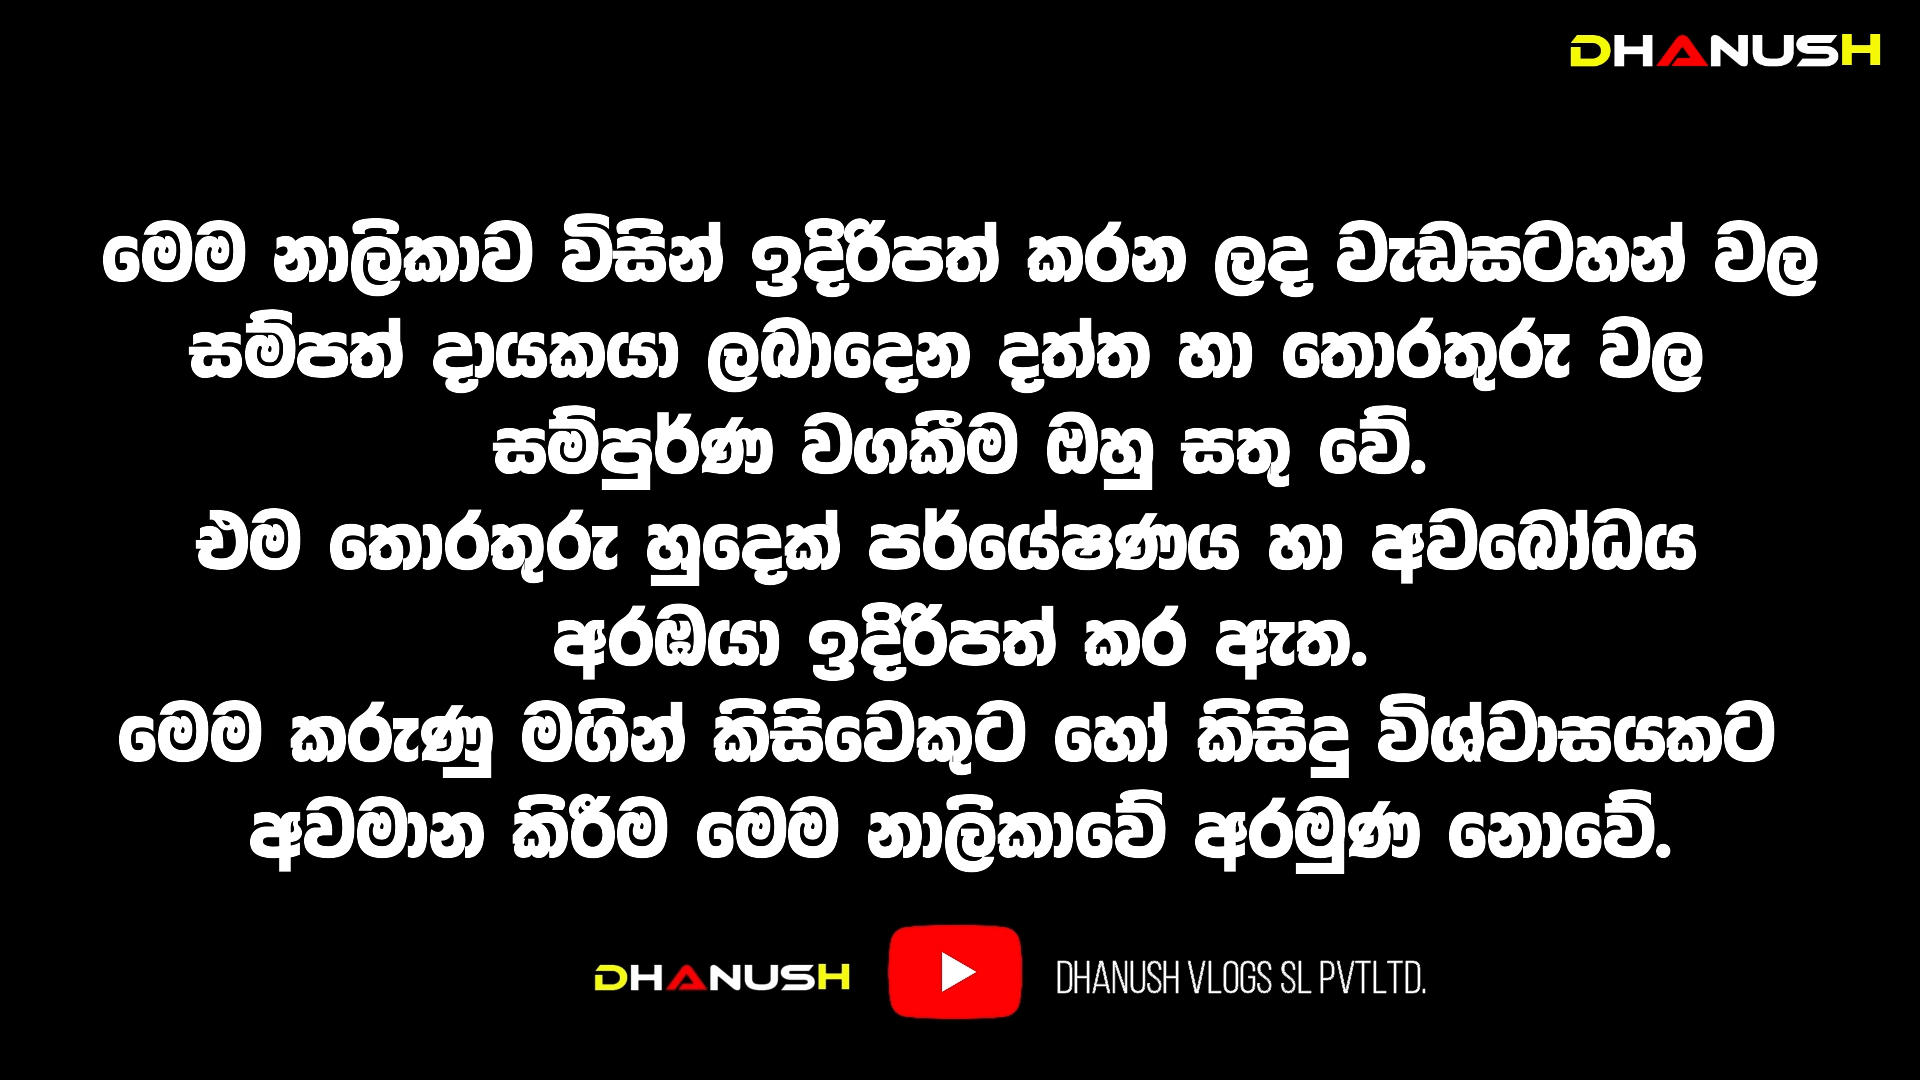 DHANUSH
මෙම නාලිකාව විසින් ඉදිරිපත් කරන ලද වැඩසටහන් වල
සම්පත් දායකයා ලබාදෙන දත්ත හා තොරතුරු වල
සම්පුර්ණ වගකීම ඔහු සතු වේ.
එම තොරතුරු හුදෙක් පර්යේෂණය හා අවබෝධය
අරඹයා ඉදිරිපත් කර ඇත.
මෙම කරුණු මගින් කිසිවෙකුට හෝ කිසිදු විශ්වාසයකට
අවමාන කිරීම මෙම නාලිකාවේ අරමුණ නොවේ.
DHANUSH DHANUSH VLOGS SL PVTLTD.